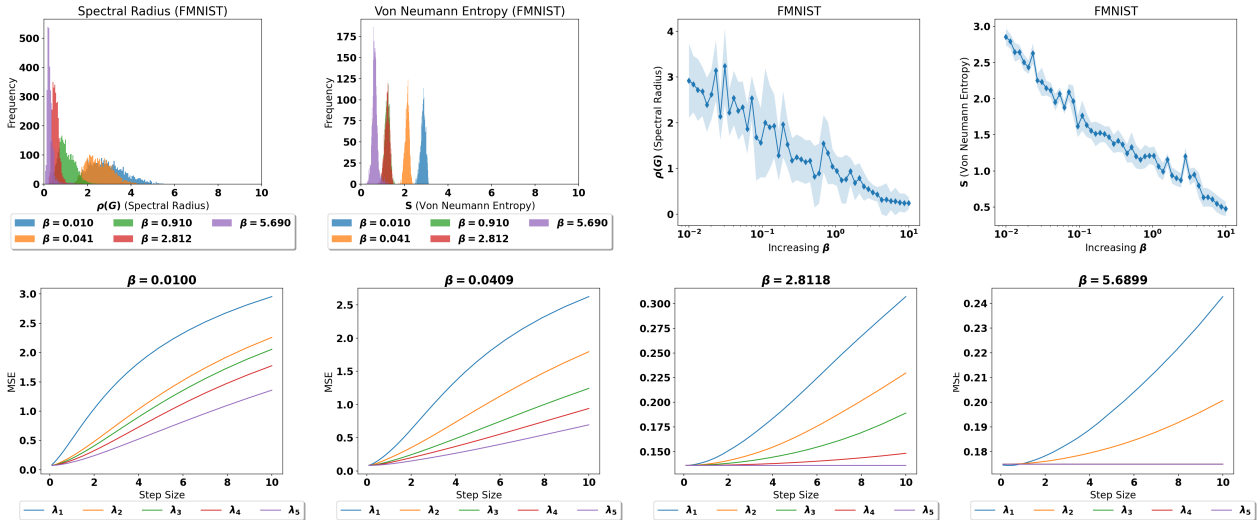 Spectral Radius (FMNIST)
Frequency
500
400
300
200
100
0
0 2 4 6 8 10
ρ(G) (Spectral Radius)
β = 0.010 β = 0.910 β = 5.690
β = 0.041 β = 2.812
Von Neumann Entropy (FMNIST)
Frequency
175
150
125
100
75
50
25
0
0 2 4 6 8 10
S (Von Neumann Entropy)
β = 0.010 β = 0.910 β = 5.690
β = 0.041 β = 2.812
FMNIST
ρ(G) (Spectral Radius)
4
3
2
1
0
10⁻² 10⁻¹ 10⁰ 10¹
Increasing β
FMNIST
S (Von Neumann Entropy)
3.0
2.5
2.0
1.5
1.0
0.5
10⁻² 10⁻¹ 10⁰ 10¹
Increasing β
β = 0.0100
MSE
3.0
2.5
2.0
1.5
1.0
0.5
0.0
0 2 4 6 8 10
Step Size
λ₁ λ₂ λ₃ λ₄ λ₅
β = 0.0409
MSE
2.5
2.0
1.5
1.0
0.5
0.0
0 2 4 6 8 10
Step Size
λ₁ λ₂ λ₃ λ₄ λ₅
β = 2.8118
MSE
0.300
0.275
0.250
0.225
0.200
0.175
0.150
0 2 4 6 8 10
Step Size
λ₁ λ₂ λ₃ λ₄ λ₅
β = 5.6899
MSE
0.24
0.23
0.22
0.21
0.20
0.19
0.18
0 2 4 6 8 10
Step Size
λ₁ λ₂ λ₃ λ₄ λ₅